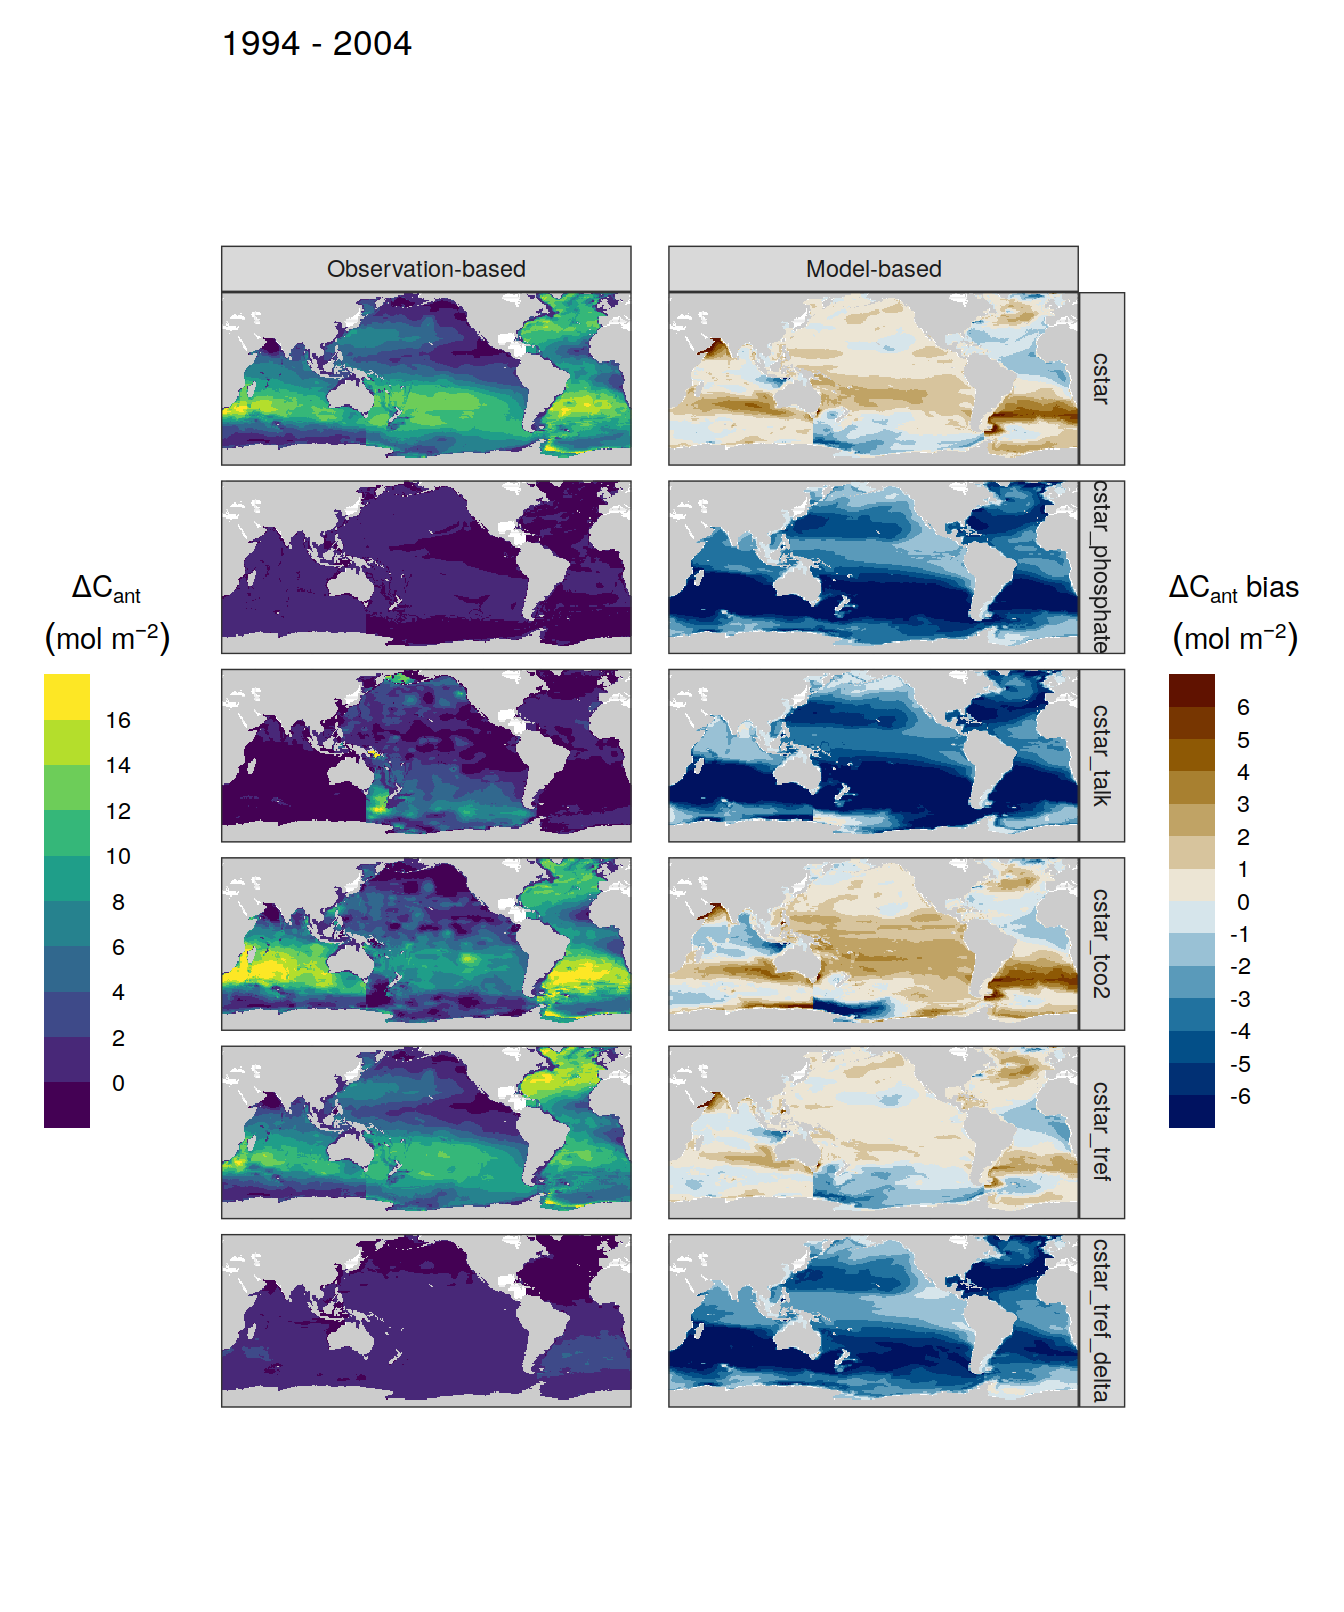 1994 - 2004
Observation-based
Model-based
cstar
cstar_phosphate
cstar_talk
cstar_tco2
cstar_tref
cstar_tref_delta
ΔCant
(mol m−2)
16
14
12
10
8
6
4
2
0
ΔCant bias
(mol m−2)
6
5
4
3
2
1
0
-1
-2
-3
-4
-5
-6